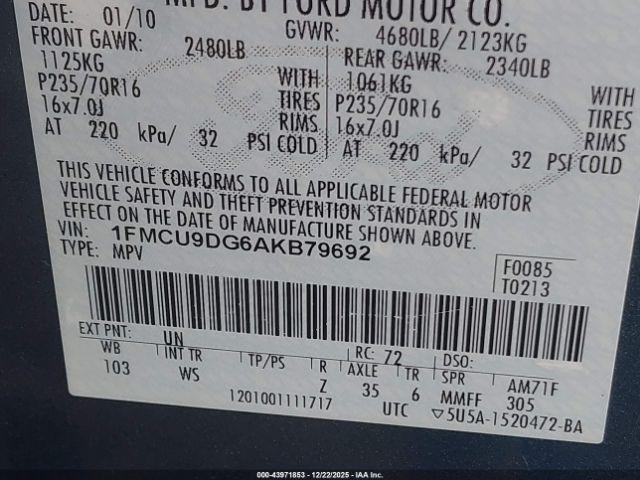 MFD. BY FORD MOTOR CO.
DATE: 01/10 GVWR: 4680LB/ 2123KG
FRONT GAWR: 2480LB REAR GAWR: 2340LB
1125KG WITH 1061KG WITH
P235/70R16 TIRES P235/70R16 TIRES
16x7.0J RIMS 16x7.0J RIMS
AT 220 kPa/ 32 PSI COLD AT 220 kPa/ 32 PSI COLD
THIS VEHICLE CONFORMS TO ALL APPLICABLE FEDERAL MOTOR
VEHICLE SAFETY AND THEFT PREVENTION STANDARDS IN
EFFECT ON THE DATE OF MANUFACTURE SHOWN ABOVE.
VIN: 1FMCU9DG6AKB79692
TYPE: MPV
F0085
T0213
EXT PNT: UN RC: 72 DSO:
WB INT TR TP/PS R AXLE TR SPR AM71F
103 WS Z 35 6 MMFF 305
1201001111717 UTC ▽5U5A-1520472-BA
000-43971853 - 12/22/2025 - IAA Inc.